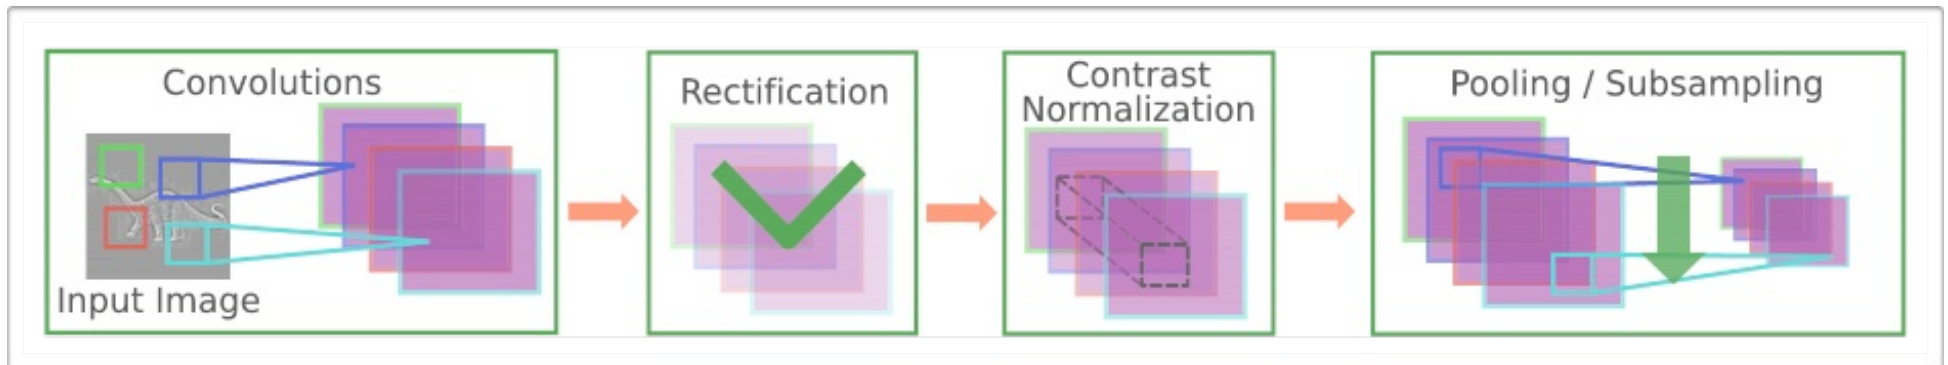 Convolutions
Input Image
Rectification
Contrast
Normalization
Pooling / Subsampling